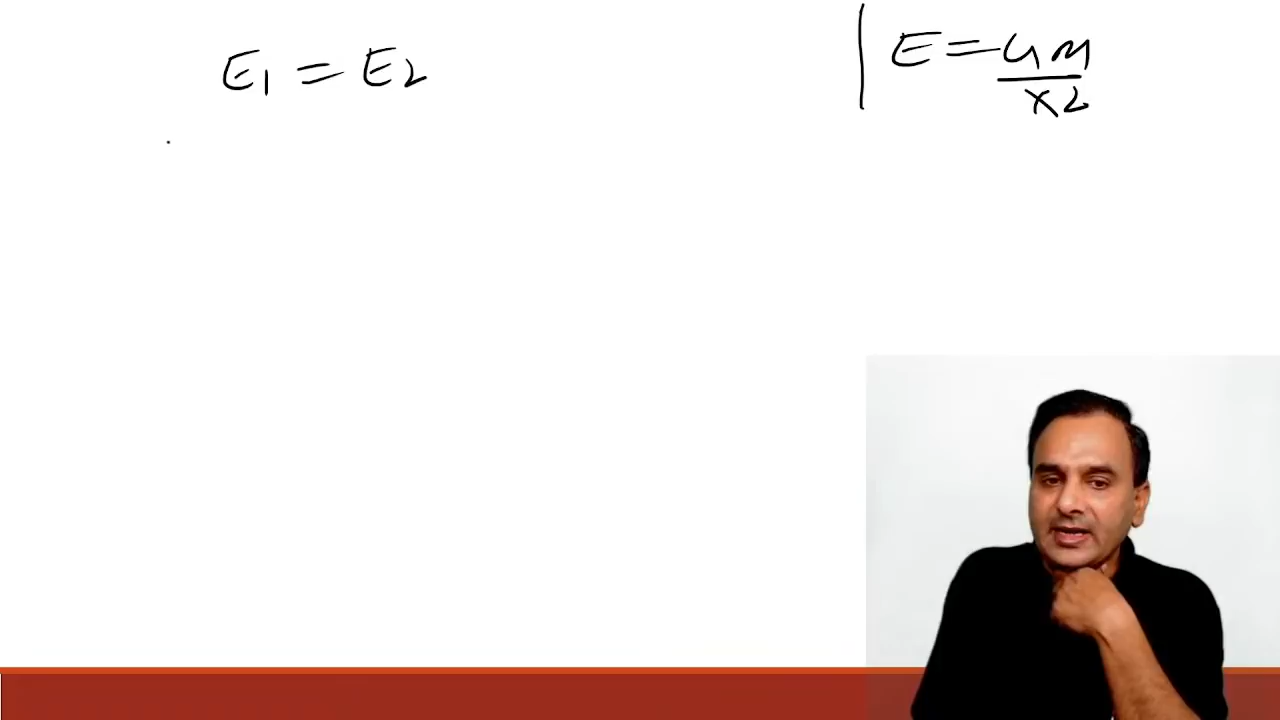 E1 = E2
E = GM
x2